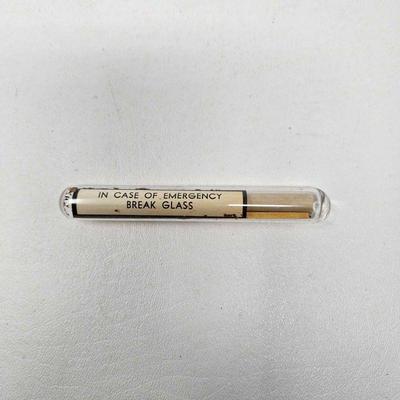 IN CASE OF EMERGENCY
BREAK GLASS